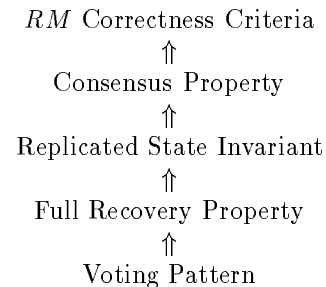 RM Correctness Criteria
⇑
Consensus Property
⇑
Replicated State Invariant
⇑
Full Recovery Property
⇑
Voting Pattern